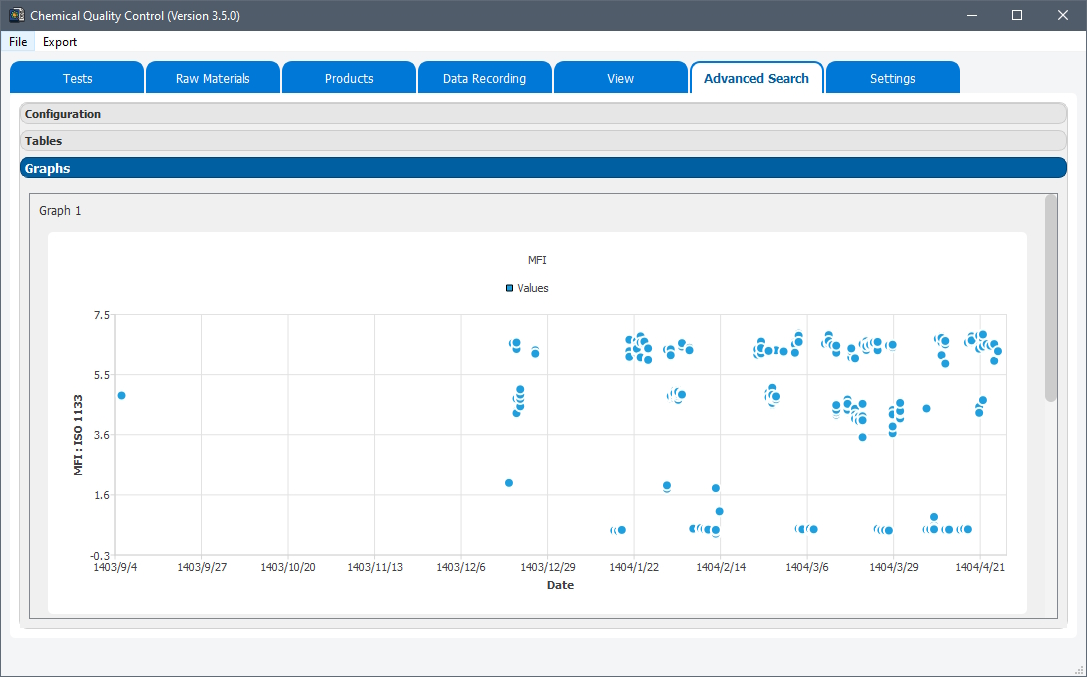 Chemical Quality Control (Version 3.5.0)
File Export
Tests Raw Materials Products Data Recording View Advanced Search Settings
Configuration
Tables
Graphs
Graph 1
MFI
Values
7.5
5.5
3.6
1.6
-0.3
MFI : ISO 1133
1403/9/4 1403/9/27 1403/10/20 1403/11/13 1403/12/6 1403/12/29 1404/1/22 1404/2/14 1404/3/6 1404/3/29 1404/4/21
Date